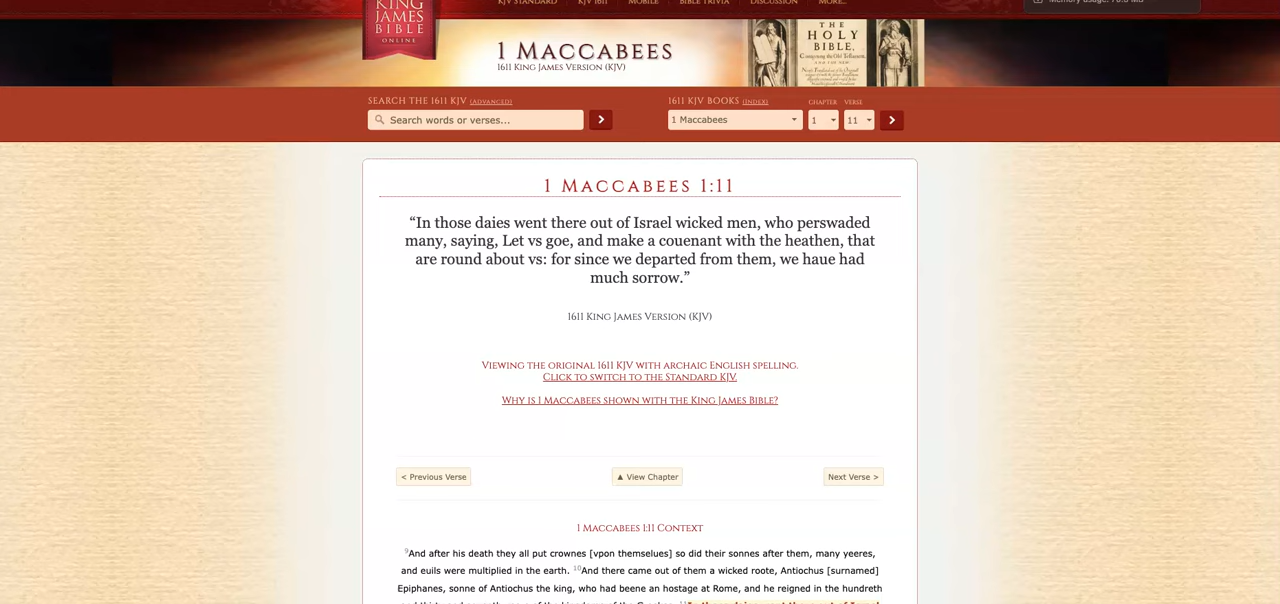 KJV Standard KJV 1611 Mobile Bible Trivia Discussion More...
Memory usage: 76.3 MB
KING
JAMES
BIBLE
ONLINE
1 Maccabees
1611 King James Version (KJV)
THE
HOLY
BIBLE,
Search the 1611 KJV (Advanced)
1611 KJV Books (Index) Chapter Verse
Search words or verses...
1 Maccabees 1 11
1 Maccabees 1:11
“In those daies went there out of Israel wicked men, who perswaded
many, saying, Let vs goe, and make a couenant with the heathen, that
are round about vs: for since we departed from them, we haue had
much sorrow.”
1611 King James Version (KJV)
Viewing the original 1611 KJV with archaic English spelling.
Click to switch to the Standard KJV.
Why is 1 Maccabees shown with the King James Bible?
< Previous Verse ▲ View Chapter Next Verse >
1 Maccabees 1:11 Context
9And after his death they all put crownes [vpon themselues] so did their sonnes after them, many yeeres,
and euils were multiplied in the earth. 10And there came out of them a wicked roote, Antiochus [surnamed]
Epiphanes, sonne of Antiochus the king, who had beene an hostage at Rome, and he reigned in the hundreth